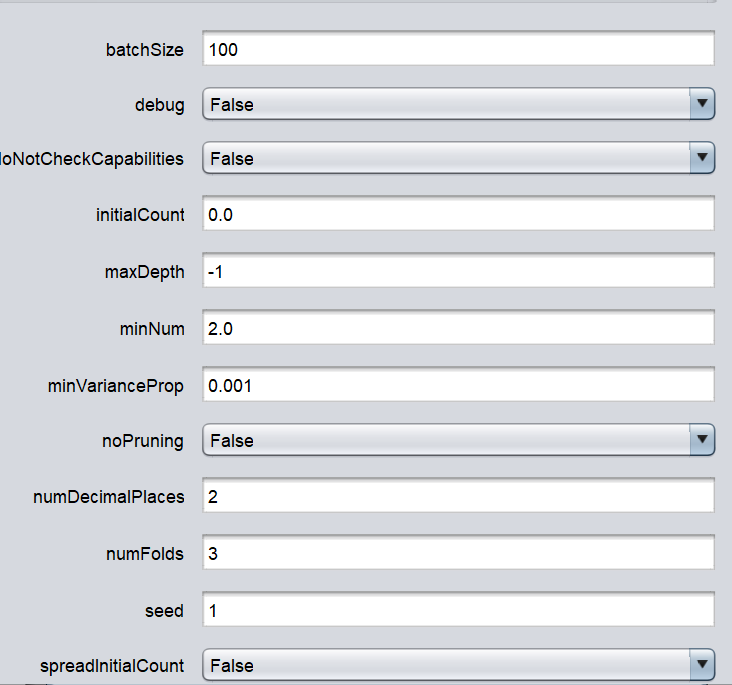 batchSize 100
debug False
oNotCheckCapabilities False
initialCount 0.0
maxDepth -1
minNum 2.0
minVarianceProp 0.001
noPruning False
numDecimalPlaces 2
numFolds 3
seed 1
spreadInitialCount False